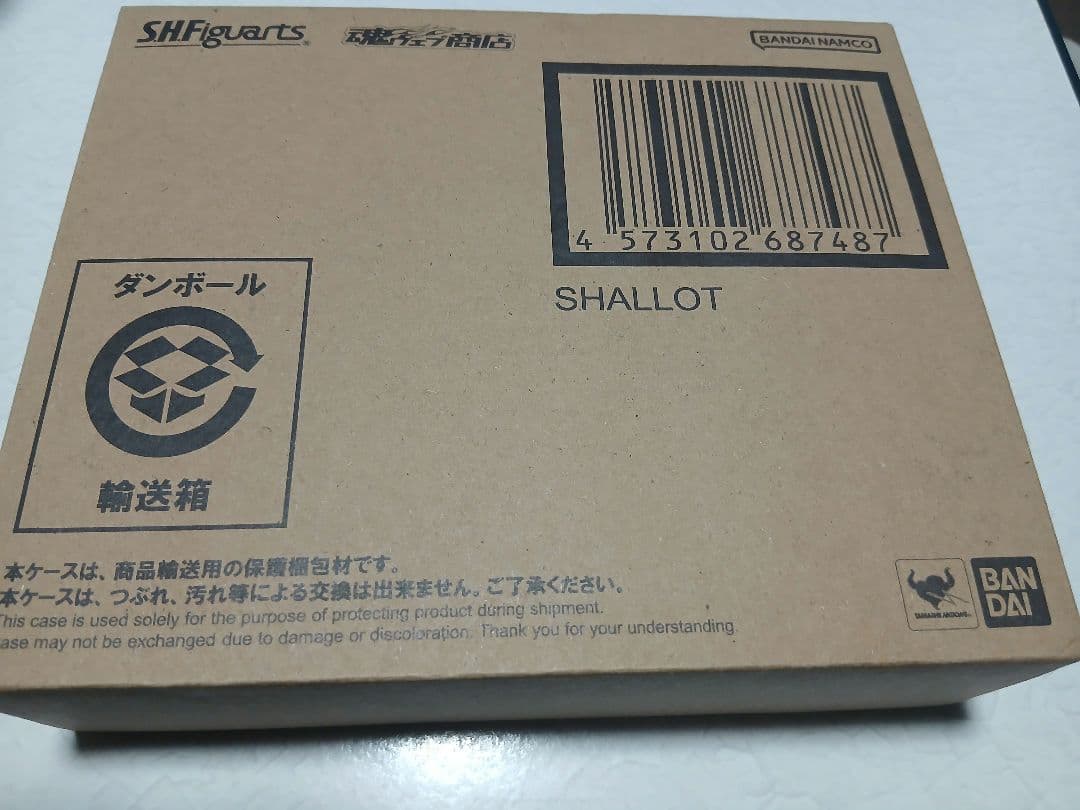 S.H.Figuarts
魂ウェブ商店
BANDAI NAMCO
4 573102 687487
SHALLOT
ダンボール
輸送箱
本ケースは、商品輸送用の保護梱包材です。
本ケースは、つぶれ、汚れ等による交換は出来ません。ご了承ください。
This case is used solely for the purpose of protecting product during shipment.
ase may not be exchanged due to damage or discoloration. Thank you for your understanding.
TAMASHII NATIONS
BAN
DAI